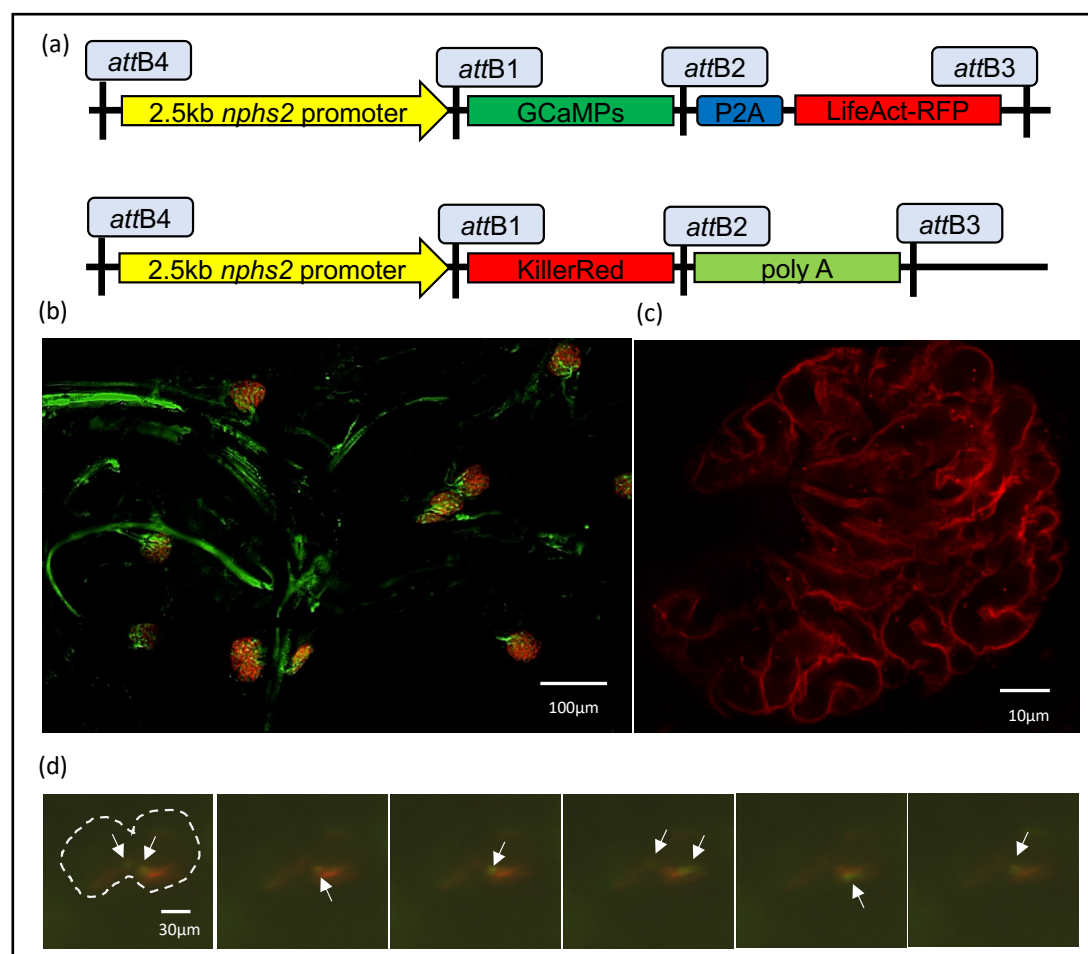 (a)
attB4
attB1
attB2
attB3
2.5kb nphs2 promoter
GCaMPs
P2A
LifeAct-RFP
attB4
attB1
attB2
attB3
2.5kb nphs2 promoter
KillerRed
poly A
(b)
(c)
100µm
10µm
(d)
30µm